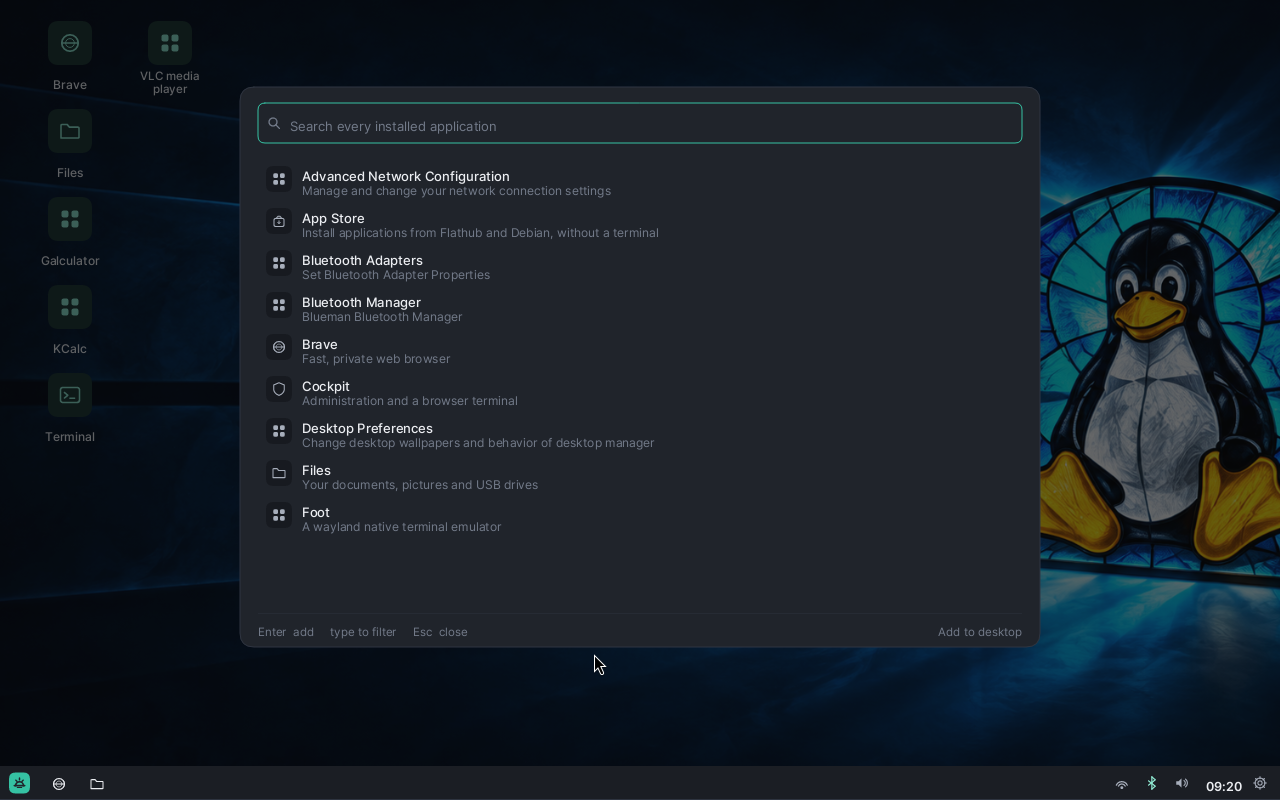 Brave
VLC media
player
Files
Galculator
KCalc
Terminal
Search every installed application
Advanced Network Configuration
Manage and change your network connection settings
App Store
Install applications from Flathub and Debian, without a terminal
Bluetooth Adapters
Set Bluetooth Adapter Properties
Bluetooth Manager
Blueman Bluetooth Manager
Brave
Fast, private web browser
Cockpit
Administration and a browser terminal
Desktop Preferences
Change desktop wallpapers and behavior of desktop manager
Files
Your documents, pictures and USB drives
Foot
A wayland native terminal emulator
Enter add type to filter Esc close Add to desktop
09:20